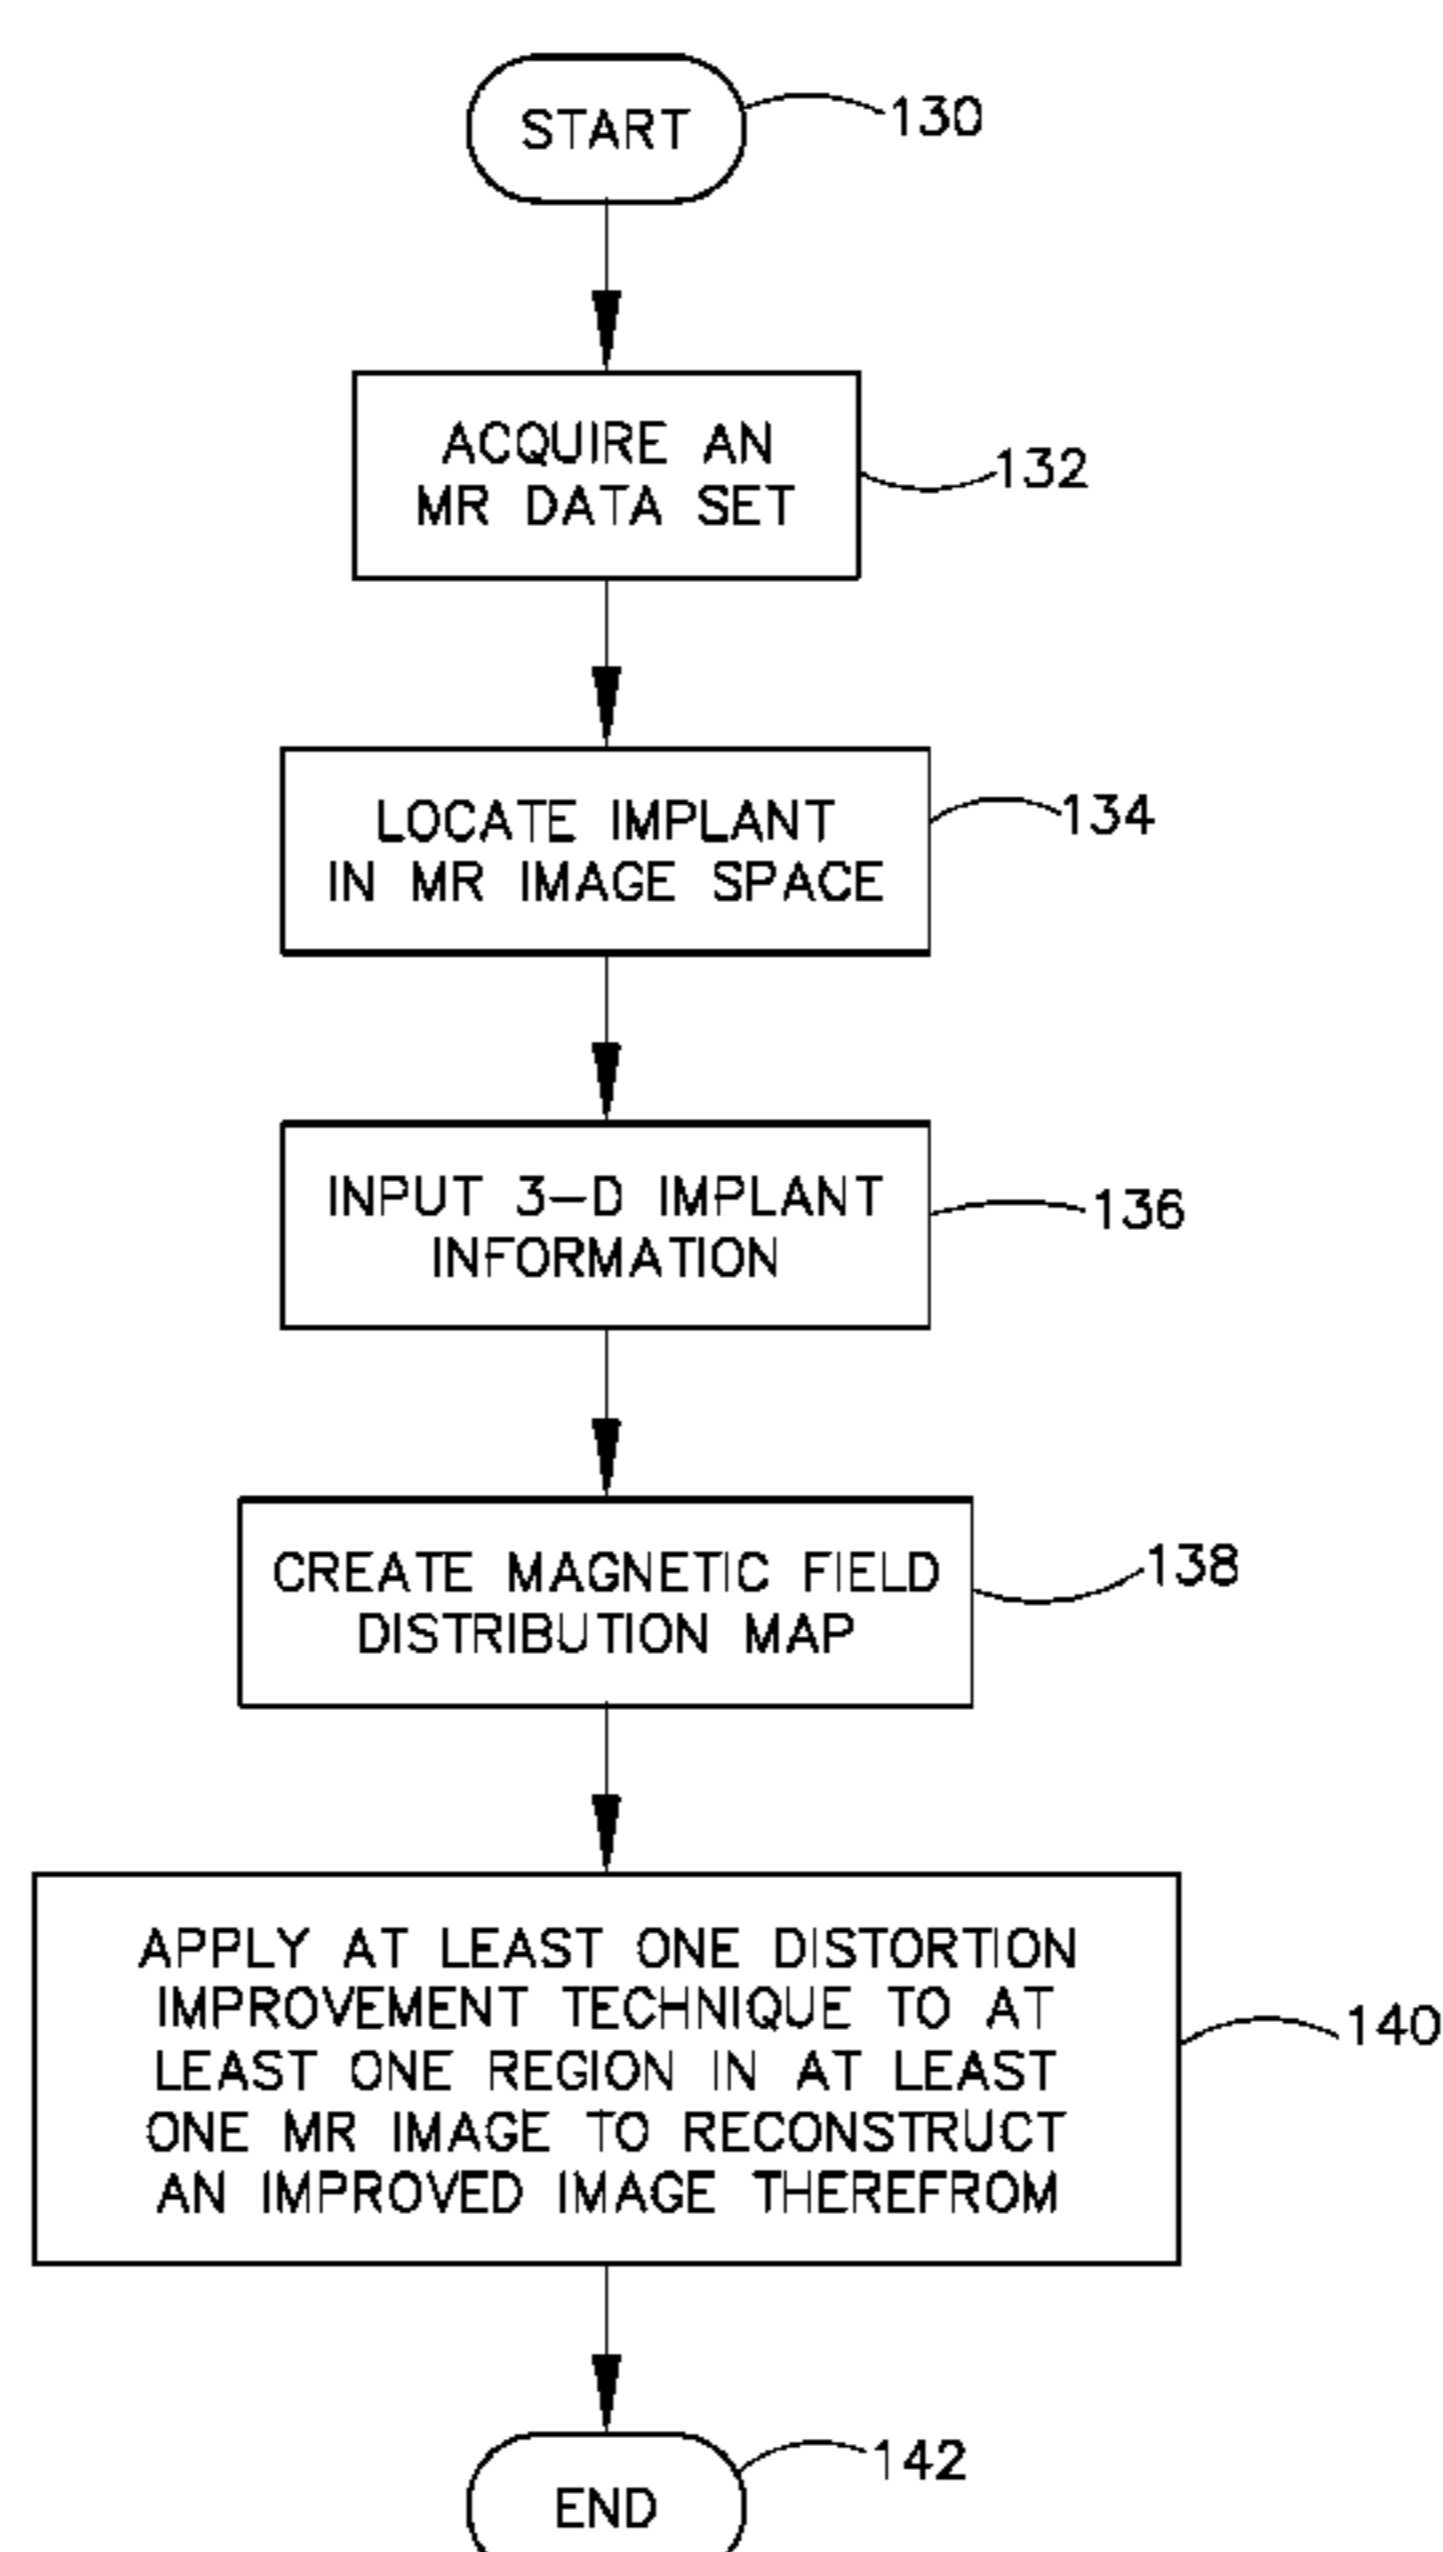 START
130
ACQUIRE AN
MR DATA SET
132
LOCATE IMPLANT
IN MR IMAGE SPACE
134
INPUT 3-D IMPLANT
INFORMATION
136
CREATE MAGNETIC FIELD
DISTRIBUTION MAP
138
APPLY AT LEAST ONE DISTORTION
IMPROVEMENT TECHNIQUE TO AT
LEAST ONE REGION IN AT LEAST
ONE MR IMAGE TO RECONSTRUCT
AN IMPROVED IMAGE THEREFROM
140
END
142